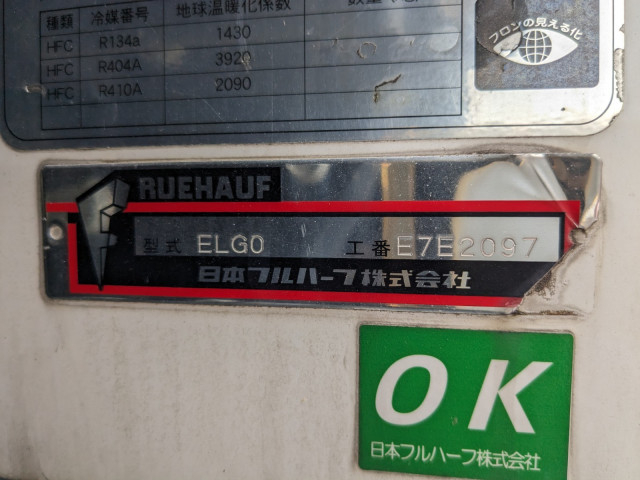 種類 冷媒番号 地球温暖化係数
HFC R134a 1430
HFC R404A 3920
HFC R410A 2090
フロンの見える化
RUEHAUF
型式 ELG0 工番 E7E2097
日本フルハーフ株式会社
OK
日本フルハーフ株式会社